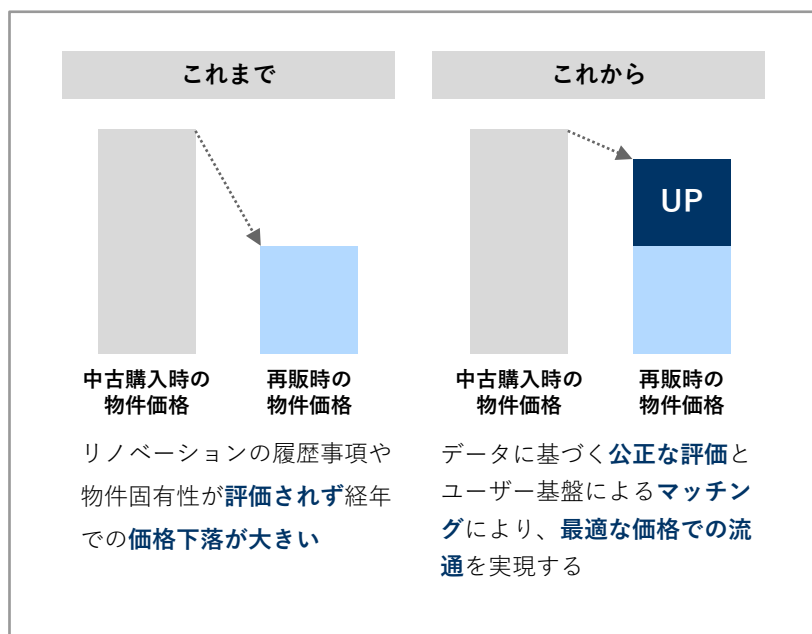 これまで
中古購入時の
物件価格
再販時の
物件価格
リノベーションの履歴事項や
物件固有性が評価されず経年
での価格下落が大きい
これから
UP
中古購入時の
物件価格
再販時の
物件価格
データに基づく公正な評価と
ユーザー基盤によるマッチン
グにより、最適な価格での流
通を実現する